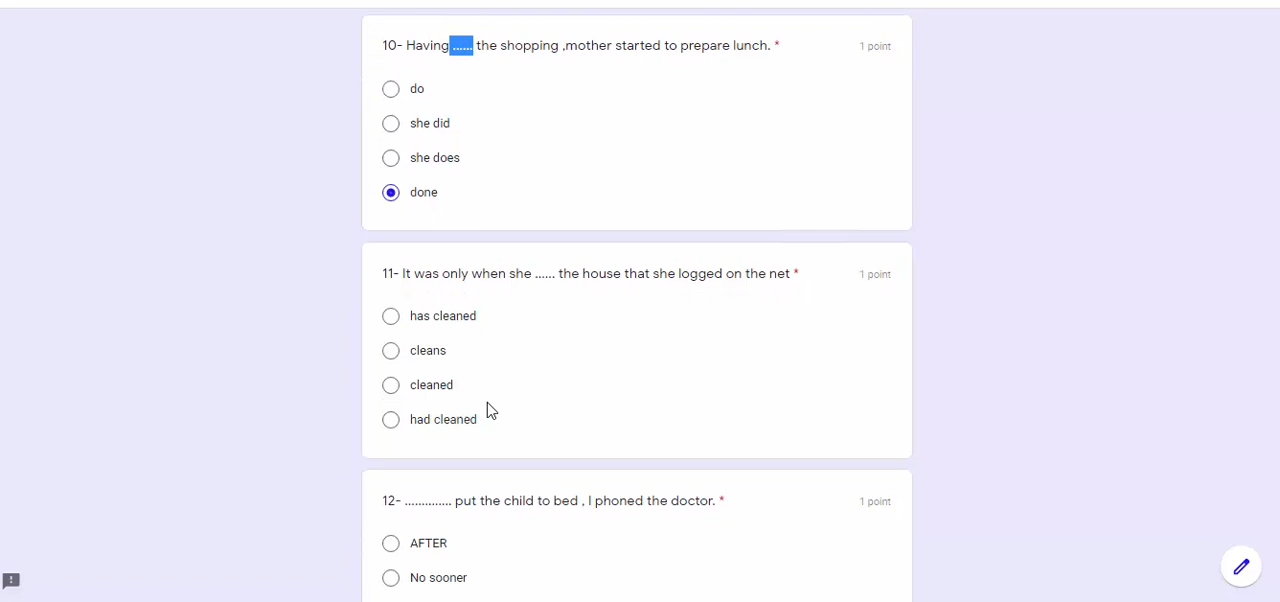 10- Having ...... the shopping ,mother started to prepare lunch. *
1 point
do
she did
she does
done
11- It was only when she ...... the house that she logged on the net *
1 point
has cleaned
cleans
cleaned
had cleaned
12- .............. put the child to bed , I phoned the doctor. *
1 point
AFTER
No sooner